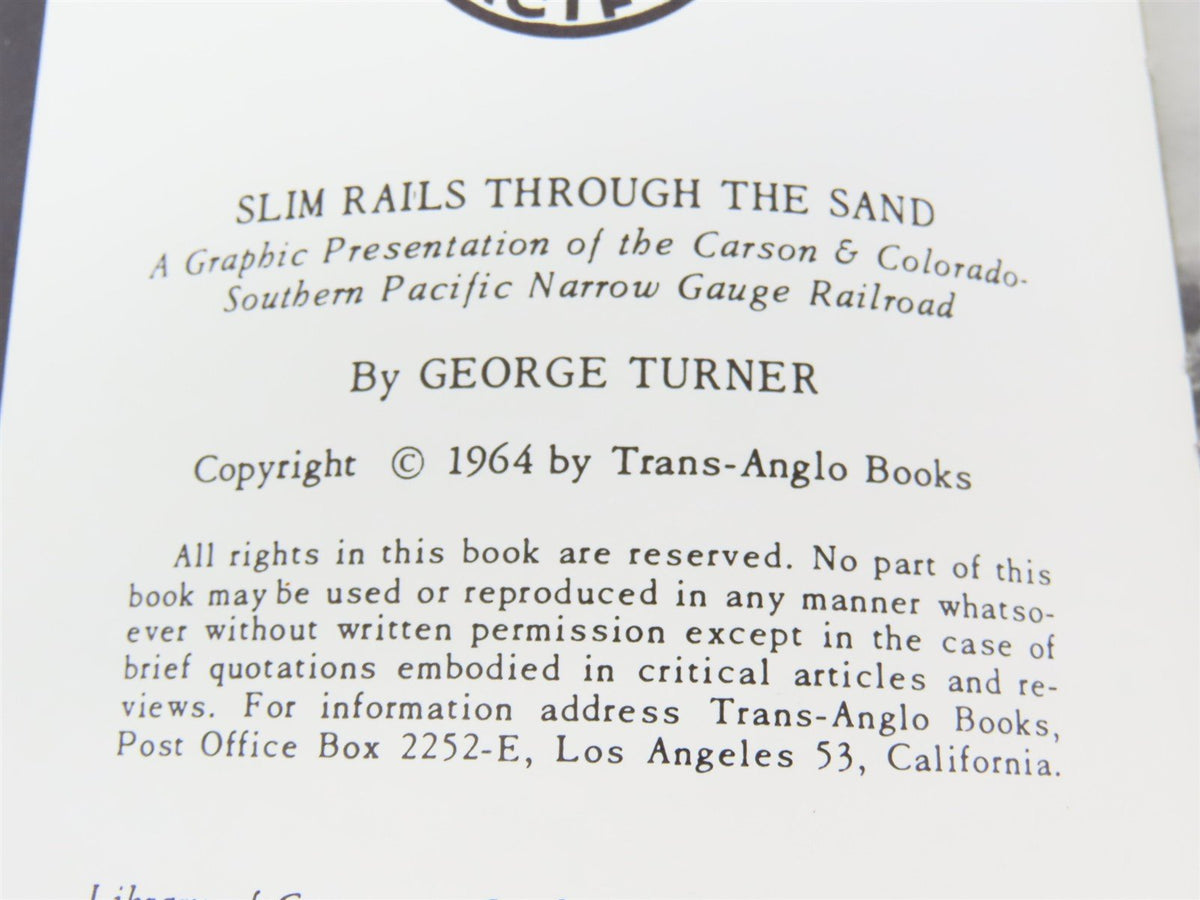 SLIM RAILS THROUGH THE SAND
A Graphic Presentation of the Carson & Colorado-
Southern Pacific Narrow Gauge Railroad
By GEORGE TURNER
Copyright © 1964 by Trans-Anglo Books
All rights in this book are reserved. No part of this
book may be used or reproduced in any manner whatso-
ever without written permission except in the case of
brief quotations embodied in critical articles and re-
views. For information address Trans-Anglo Books,
Post Office Box 2252-E, Los Angeles 53, California.